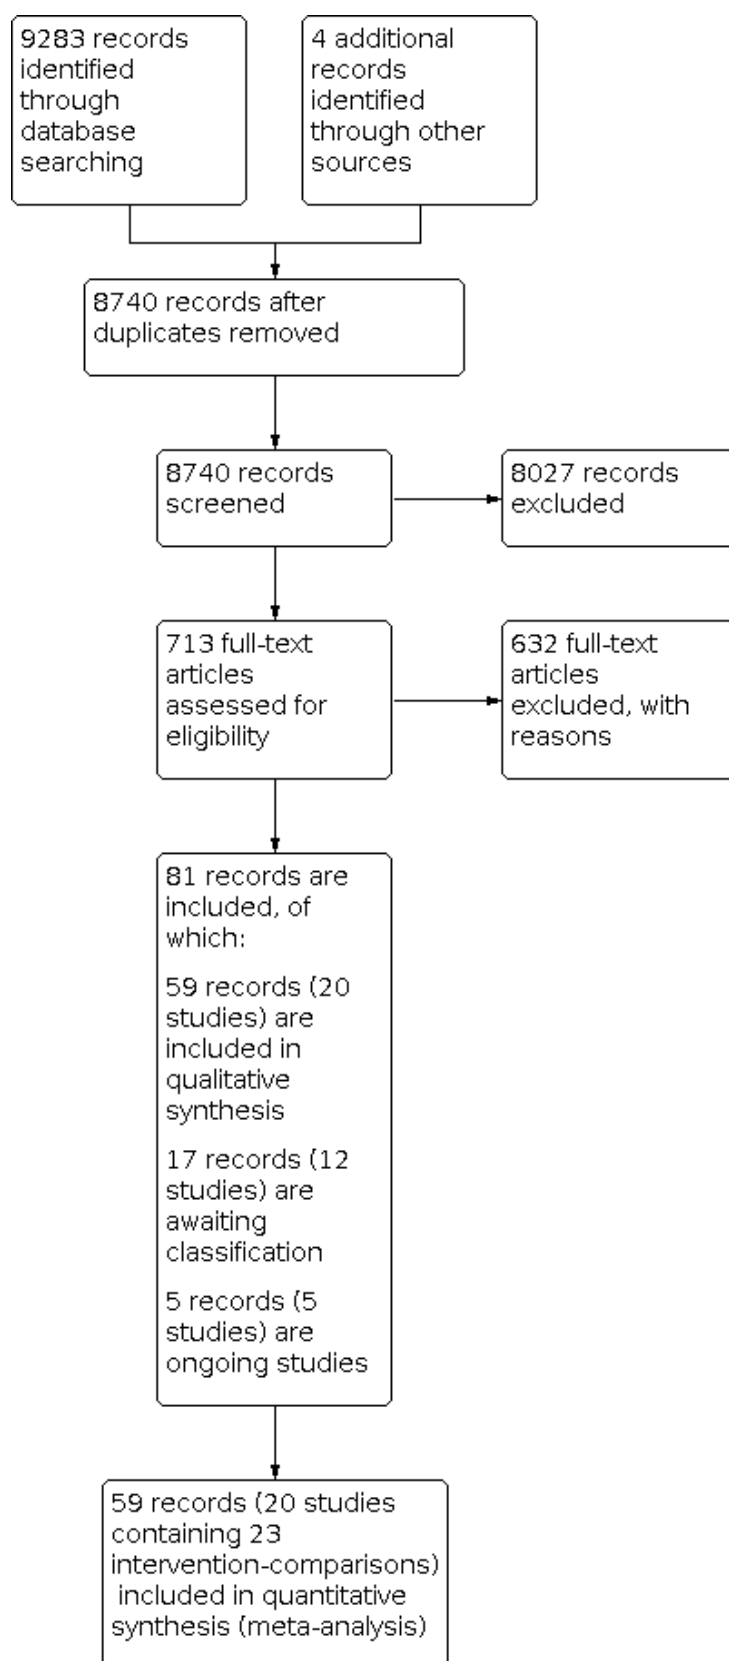 9283 records
identified
through
database
searching
4 additional
records
identified
through other
sources
8740 records after
duplicates removed
8740 records
screened
8027 records
excluded
713 full-text
articles
assessed for
eligibility
632 full-text
articles
excluded, with
reasons
81 records are
included, of
which:
59 records (20
studies) are
included in
qualitative
synthesis
17 records (12
studies) are
awaiting
classification
5 records (5
studies) are
ongoing studies
59 records (20 studies
containing 23
intervention-comparisons)
included in quantitative
synthesis (meta-analysis)